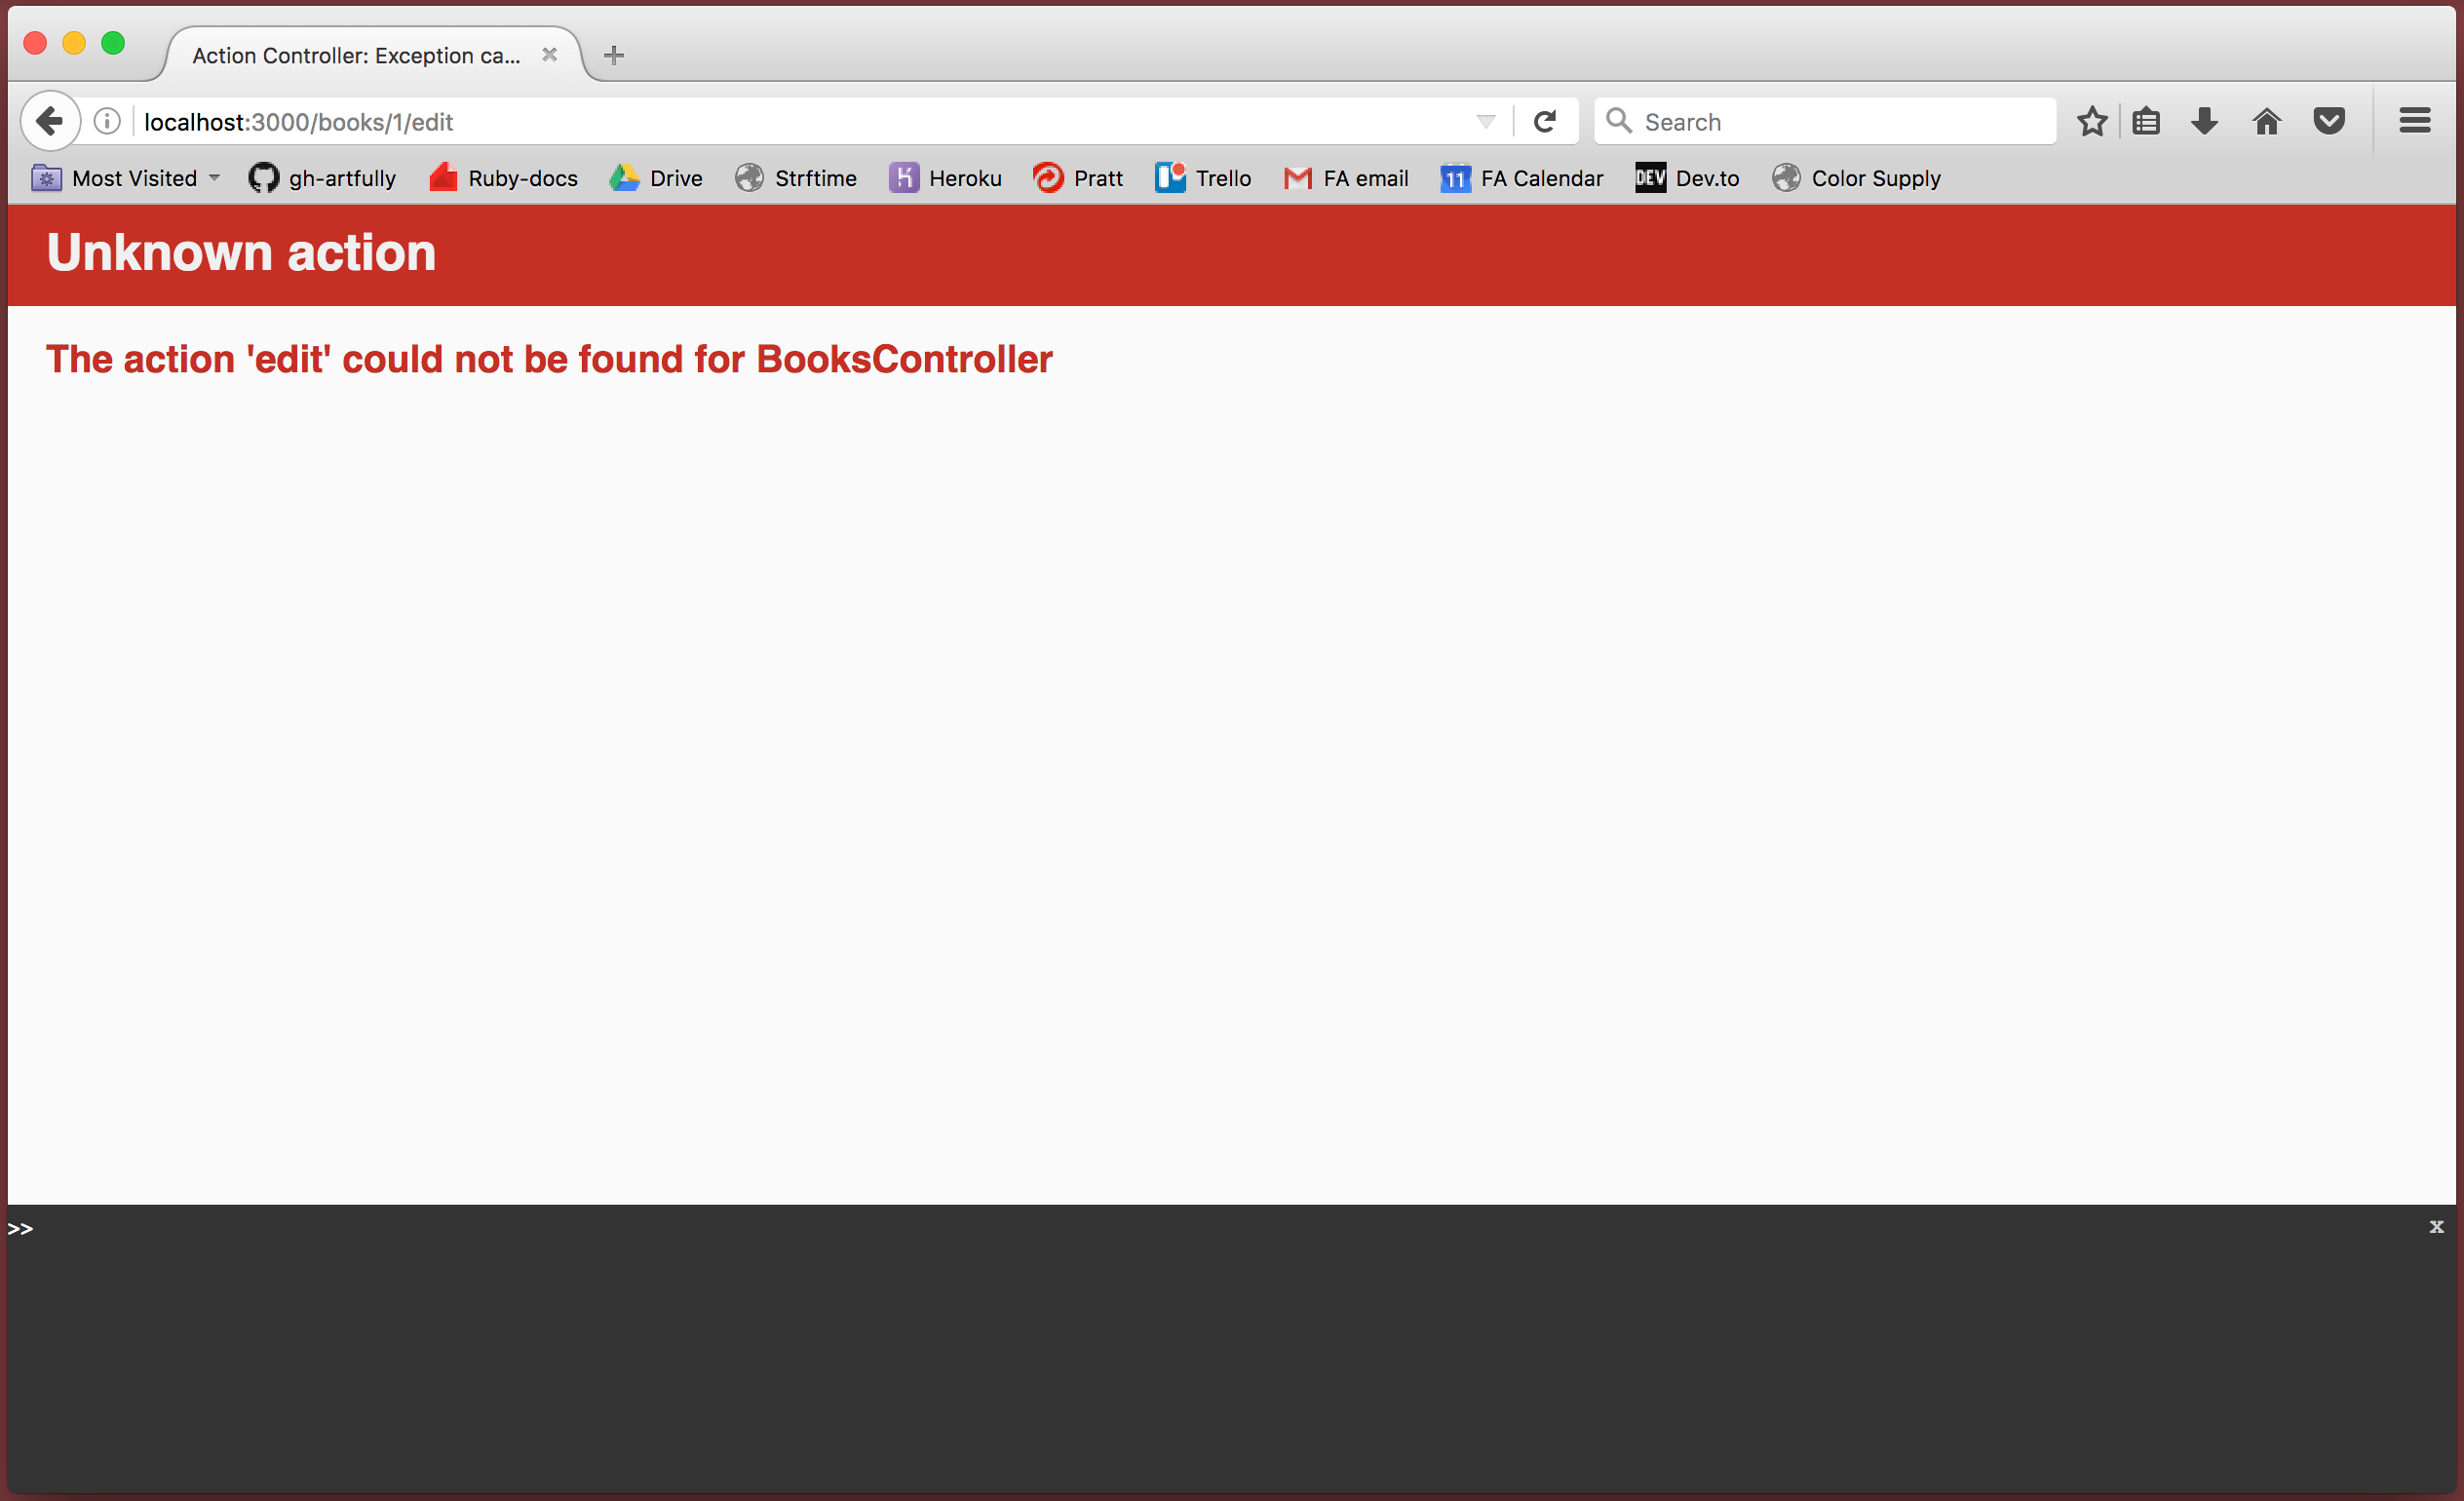 Action Controller: Exception ca...
localhost:3000/books/1/edit
Search
Most Visited gh-artfully Ruby-docs Drive Strftime Heroku Pratt Trello FA email 11 FA Calendar DEV Dev.to Color Supply
Unknown action
The action 'edit' could not be found for BooksController
>> x